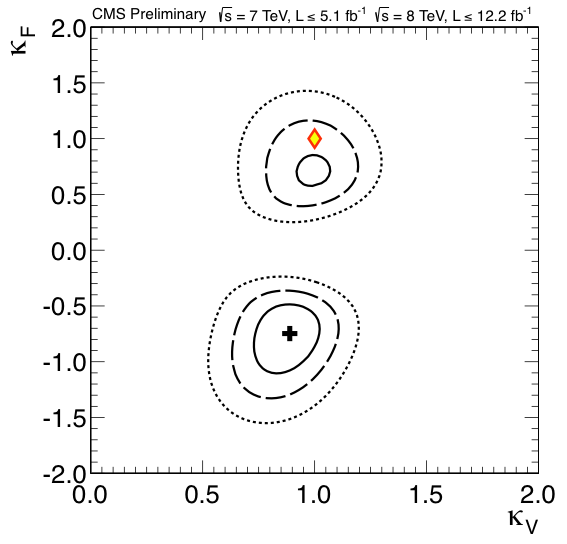 CMS Preliminary √s = 7 TeV, L ≤ 5.1 fb⁻¹ √s = 8 TeV, L ≤ 12.2 fb⁻¹
κF
2.0
1.5
1.0
0.5
0.0
-0.5
-1.0
-1.5
-2.0
0.0 0.5 1.0 1.5 2.0
κV